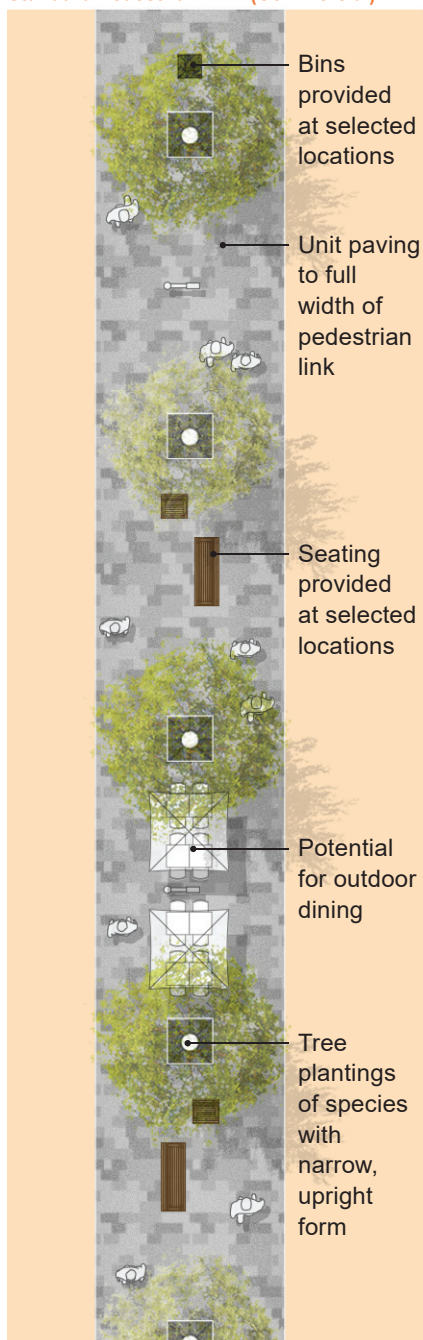 Bins
provided
at selected
locations
Unit paving
to full
width of
pedestrian
link
Seating
provided
at selected
locations
Potential
for outdoor
dining
Tree
plantings
of species
with
narrow,
upright
form